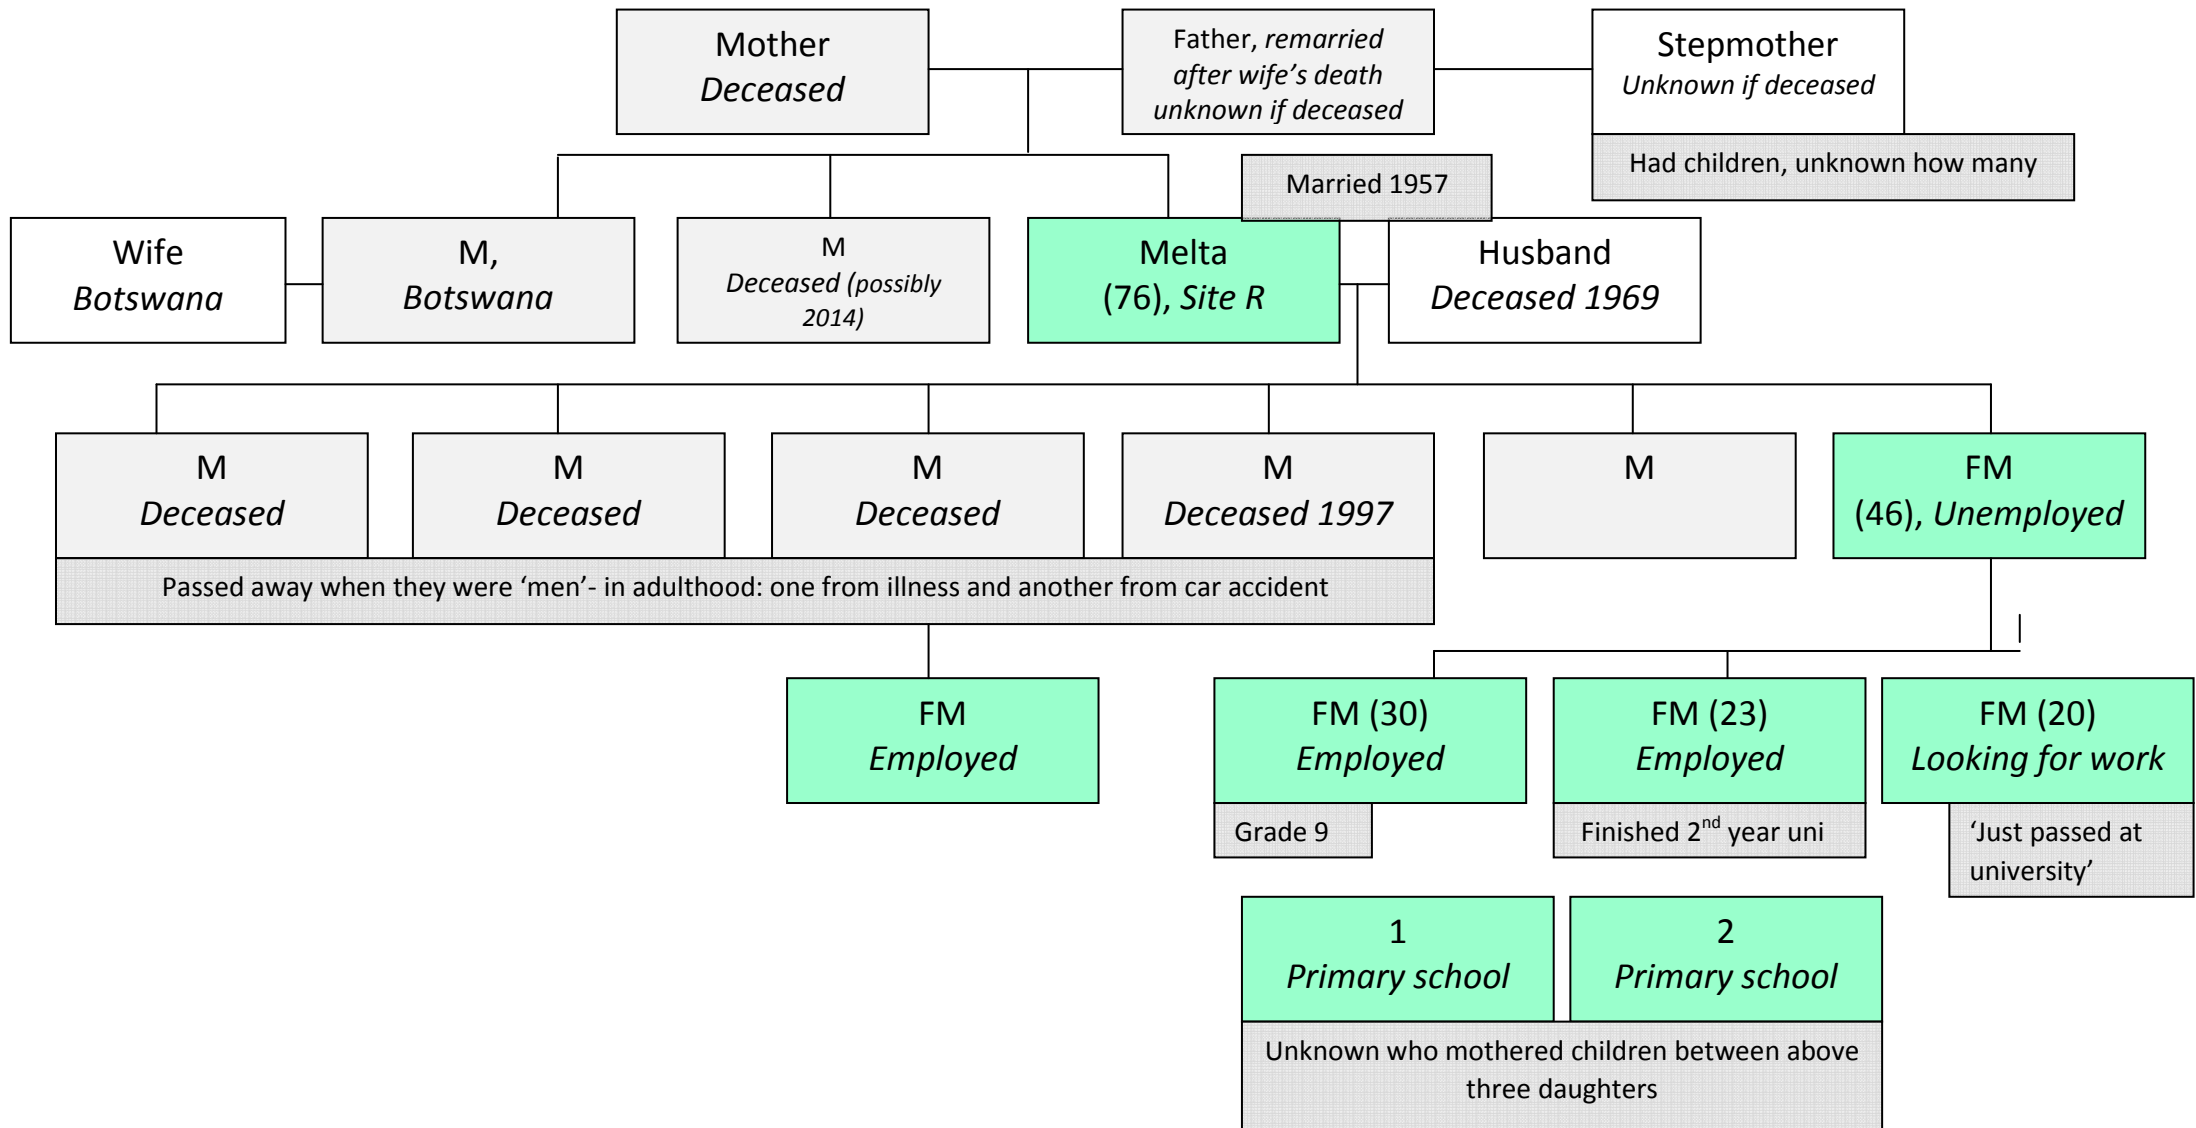 Mother
Deceased
Father, remarried
after wife’s death
unknown if deceased
Stepmother
Unknown if deceased
Had children, unknown how many
Married 1957
Wife
Botswana
M,
Botswana
M
Deceased (possibly
2014)
Melta
(76), Site R
Husband
Deceased 1969
M
Deceased
M
Deceased
M
Deceased
M
Deceased 1997
M
FM
(46), Unemployed
Passed away when they were ‘men’- in adulthood: one from illness and another from car accident
FM
Employed
FM (30)
Employed
FM (23)
Employed
FM (20)
Looking for work
Grade 9
Finished 2nd year uni
‘Just passed at
university’
1
Primary school
2
Primary school
Unknown who mothered children between above
three daughters